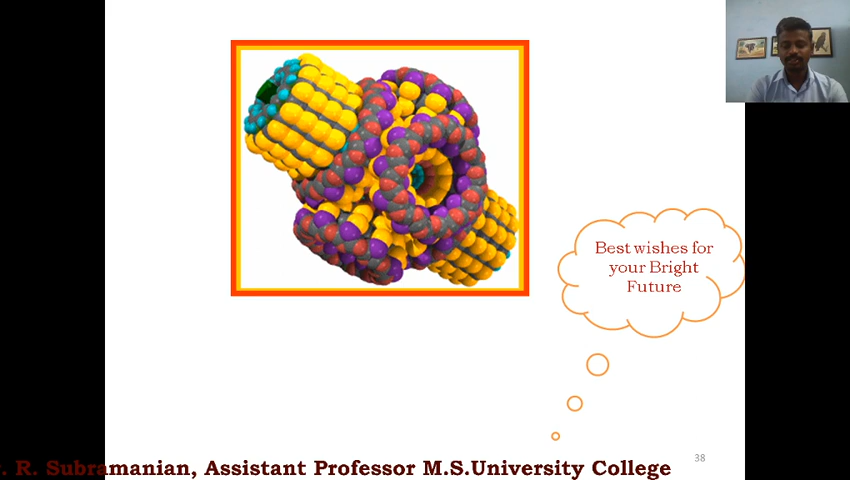 Best wishes for
your Bright
Future
38
. R. Subramanian, Assistant Professor M.S.University College